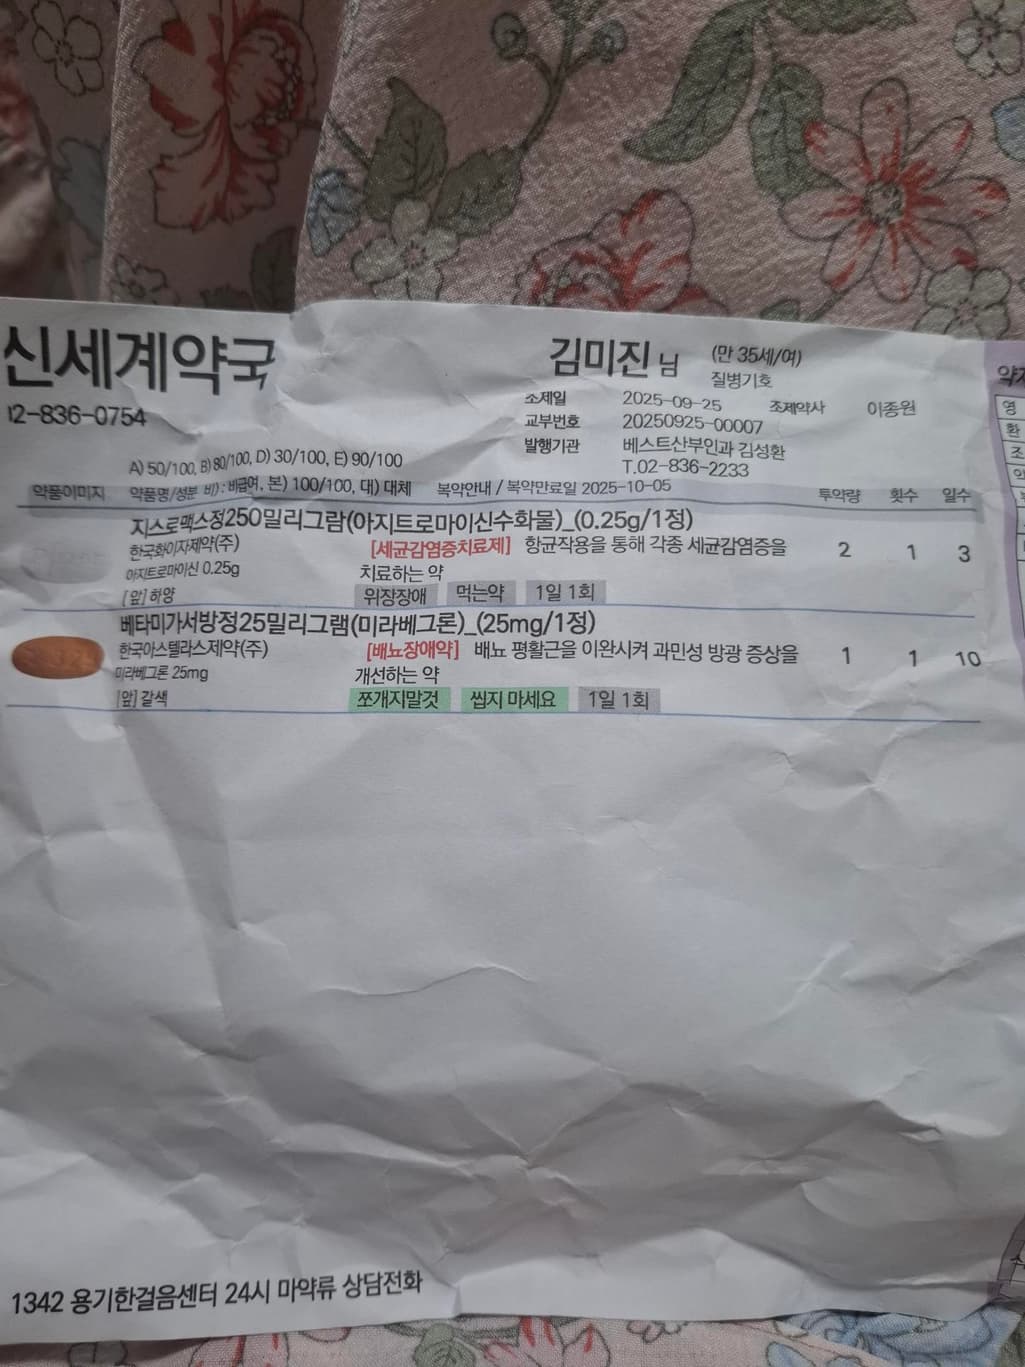 신세계약국
02-836-0754
김미진 님 (만 35세/여)
질병기호
조제일 2025-09-25 조제약사 이종원
교부번호 20250925-00007
발행기관 베스트산부인과 김성환
T.02-836-2233
A) 50/100, B) 80/100, D) 30/100, E) 90/100
약품이미지 약품명/성분 비) : 비급여, 본) 100/100, 대) 대체 복약안내 / 복약만료일 2025-10-05 투약량 횟수 일수
지스로맥스정250밀리그람(아지트로마이신수화물)_(0.25g/1정)
한국화이자제약(주) [세균감염증치료제] 항균작용을 통해 각종 세균감염증을 2 1 3
아지트로마이신 0.25g 치료하는 약
[앞] 하양 위장장애 먹는약 1일 1회
베타미가서방정25밀리그램(미라베그론)_(25mg/1정)
한국아스텔라스제약(주) [배뇨장애약] 배뇨 평활근을 이완시켜 과민성 방광 증상을 1 1 10
미라베그론 25mg 개선하는 약
[앞] 갈색 쪼개지말것 씹지 마세요 1일 1회
1342 용기한걸음센터 24시 마약류 상담전화